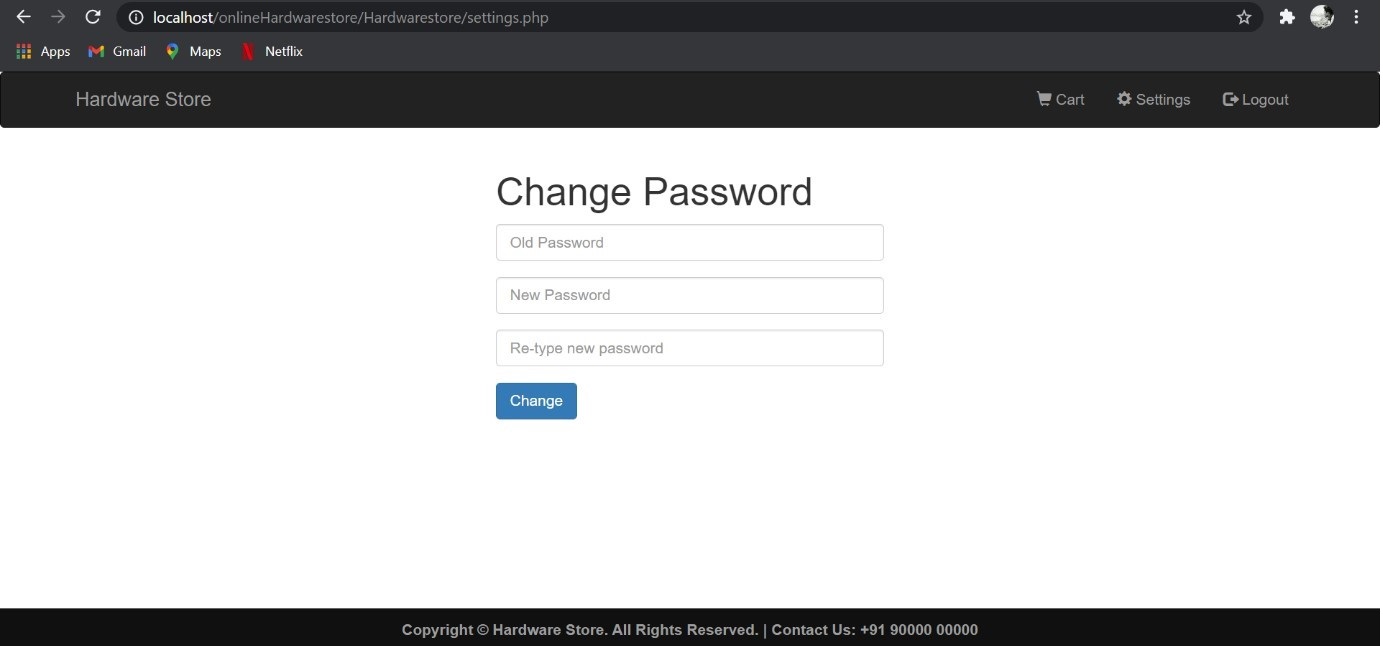 localhost/onlineHardwarestore/Hardwarestore/settings.php
Apps Gmail Maps Netflix
Hardware Store Cart Settings Logout
Change Password
Old Password
New Password
Re-type new password
Change
Copyright © Hardware Store. All Rights Reserved. | Contact Us: +91 90000 00000